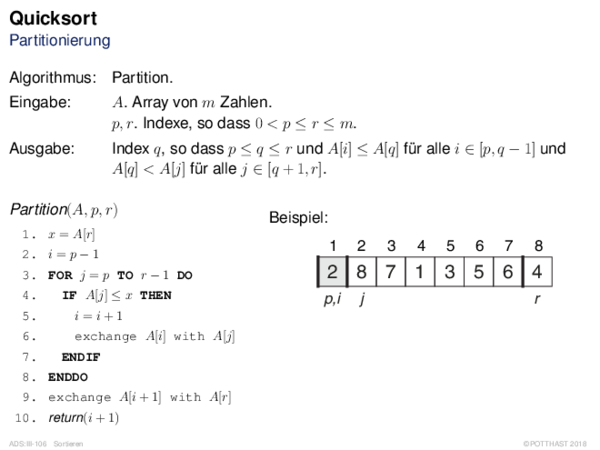 Quicksort
Partitionierung
Algorithmus: Partition.
Eingabe: A. Array von m Zahlen.
p, r. Indexe, so dass 0 < p ≤ r ≤ m.
Ausgabe: Index q, so dass p ≤ q ≤ r und A[i] ≤ A[q] für alle i ∈ [p, q − 1] und
A[q] < A[j] für alle j ∈ [q + 1, r].
Partition(A, p, r)
1. x = A[r]
2. i = p − 1
3. FOR j = p TO r − 1 DO
4. IF A[j] ≤ x THEN
5. i = i + 1
6. exchange A[i] with A[j]
7. ENDIF
8. ENDDO
9. exchange A[i + 1] with A[r]
10. return(i + 1)
Beispiel:
1 2 3 4 5 6 7 8
2 8 7 1 3 5 6 4
p,i j r
ADS:III-106 Sortieren
©POTTHAST 2018